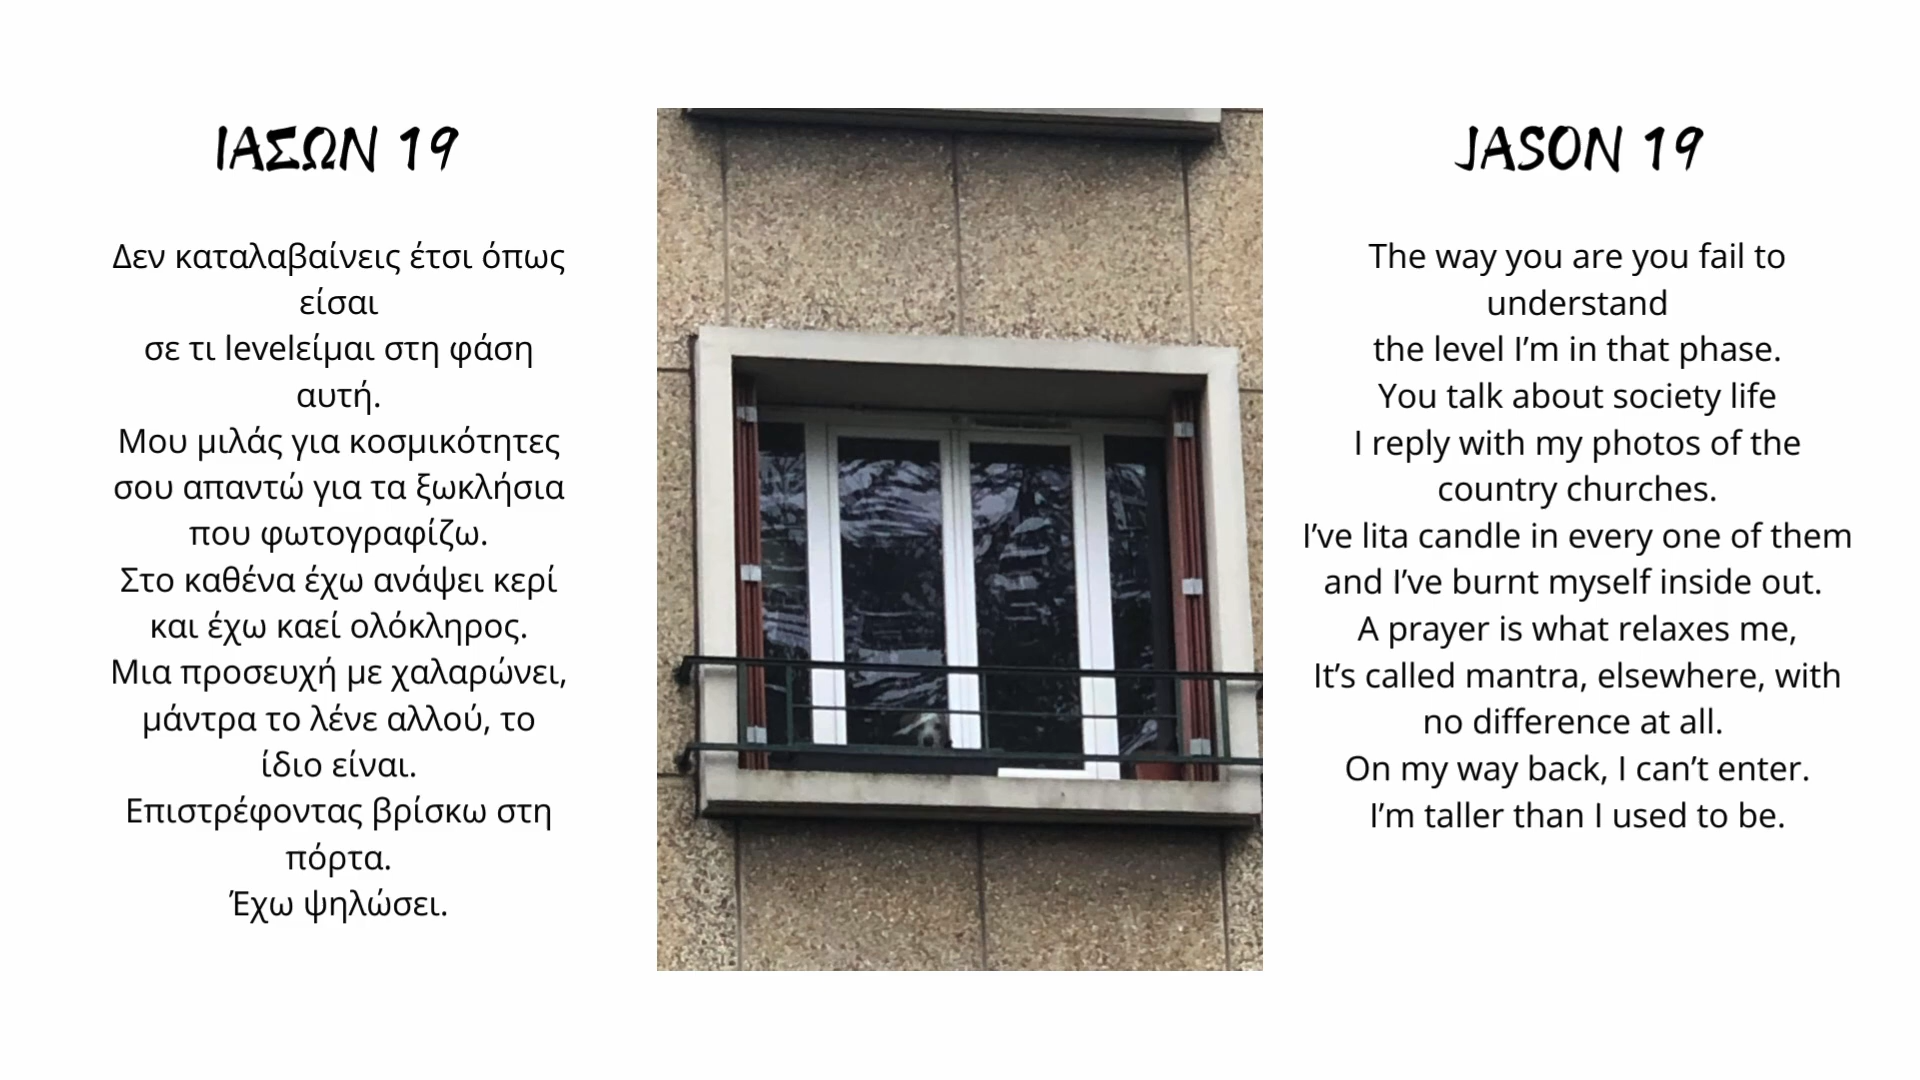 ΙΑΣΩΝ 19
Δεν καταλαβαίνεις έτσι όπως
είσαι
σε τι levelείμαι στη φάση
αυτή.
Μου μιλάς για κοσμικότητες
σου απαντώ για τα ξωκλήσια
που φωτογραφίζω.
Στο καθένα έχω ανάψει κερί
και έχω καεί ολόκληρος.
Μια προσευχή με χαλαρώνει,
μάντρα το λένε αλλού, το
ίδιο είναι.
Επιστρέφοντας βρίσκω στη
πόρτα.
Έχω ψηλώσει.
JASON 19
The way you are you fail to
understand
the level I’m in that phase.
You talk about society life
I reply with my photos of the
country churches.
I’ve lita candle in every one of them
and I’ve burnt myself inside out.
A prayer is what relaxes me,
It’s called mantra, elsewhere, with
no difference at all.
On my way back, I can’t enter.
I’m taller than I used to be.